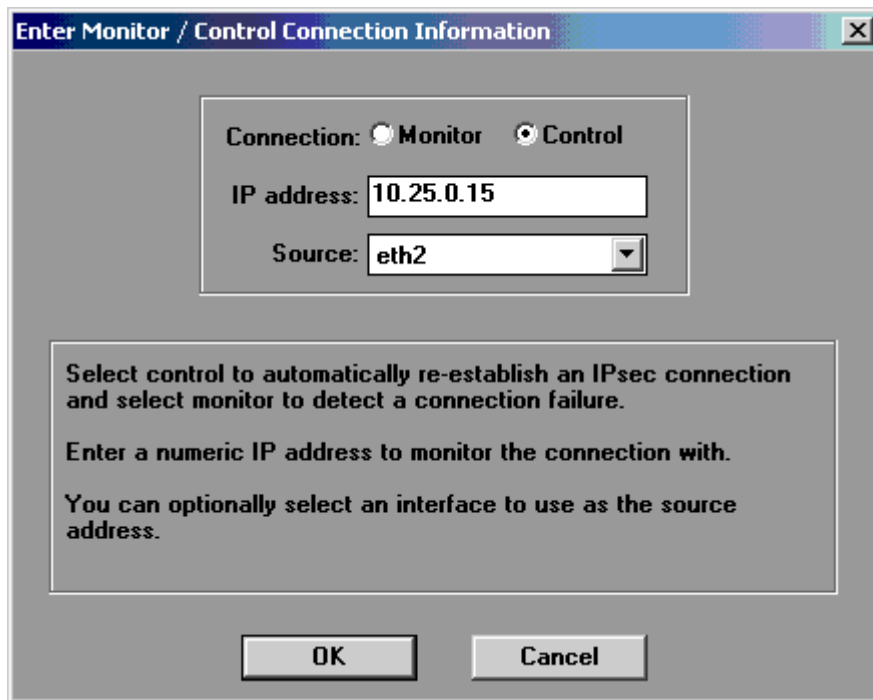 Enter Monitor / Control Connection Information
Connection: Monitor Control
IP address: 10.25.0.15
Source: eth2
Select control to automatically re-establish an IPsec connection
and select monitor to detect a connection failure.
Enter a numeric IP address to monitor the connection with.
You can optionally select an interface to use as the source
address.
OK Cancel